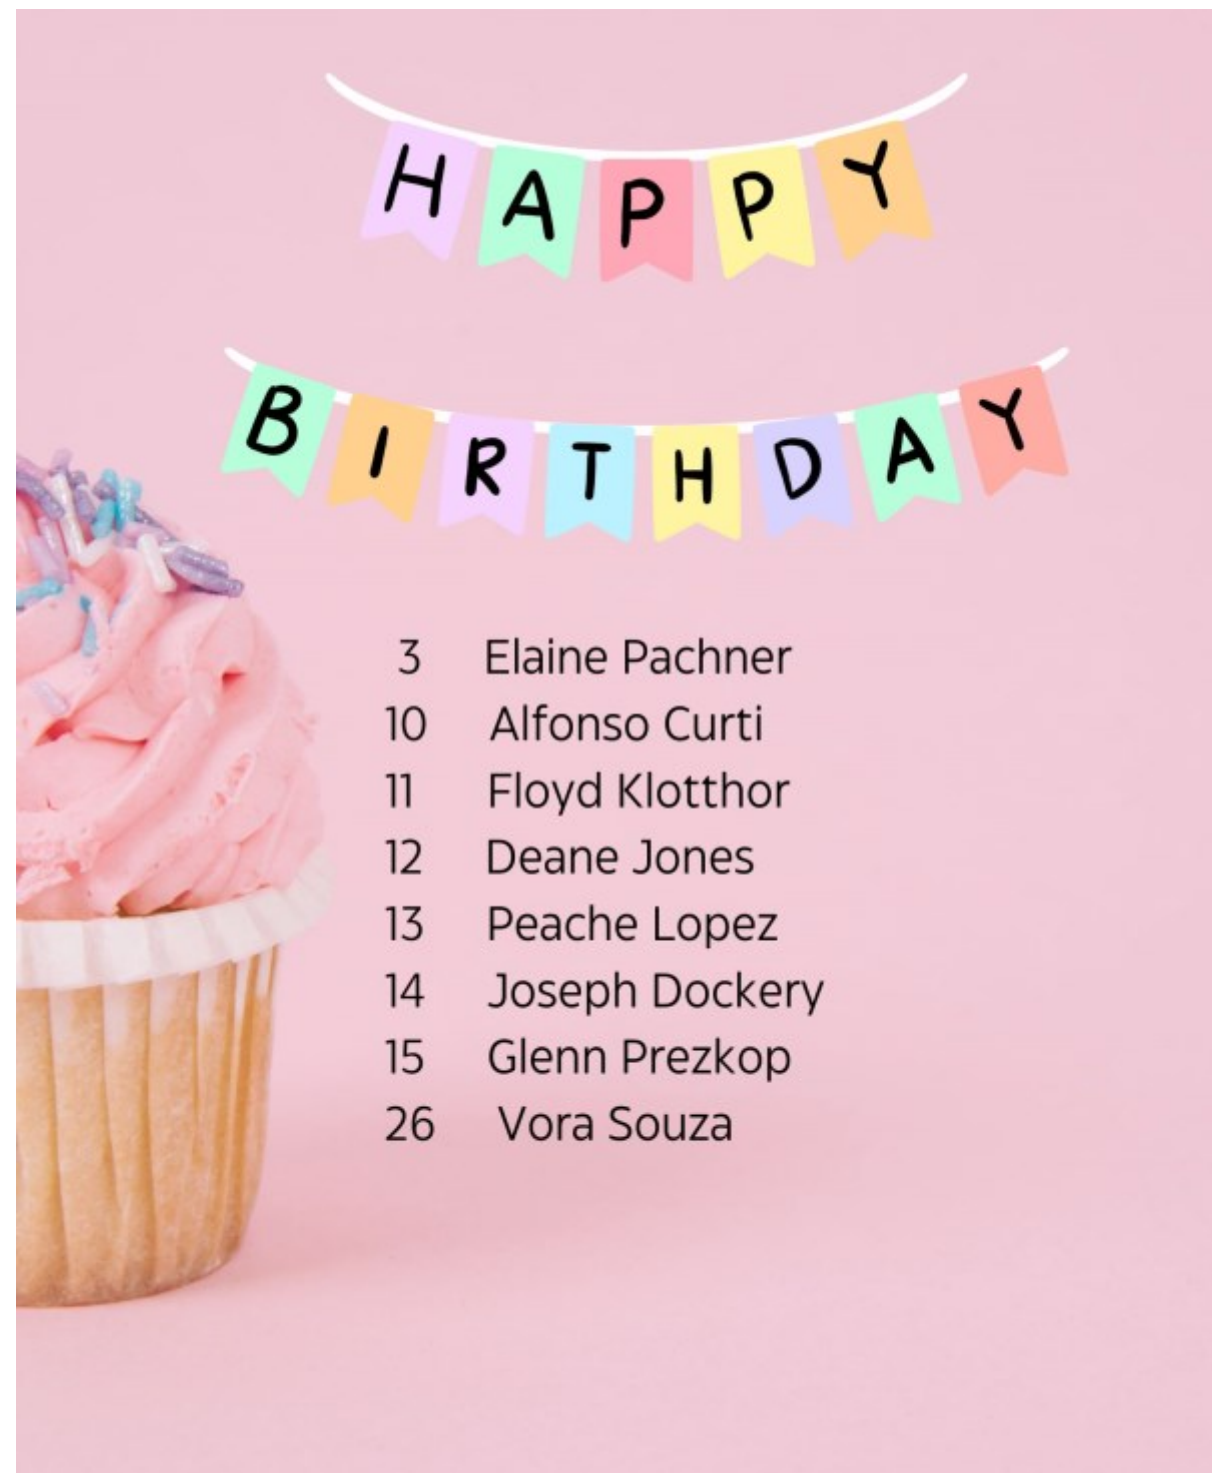 HAPPY
BIRTHDAY
3 Elaine Pachner
10 Alfonso Curti
11 Floyd Klotthor
12 Deane Jones
13 Peache Lopez
14 Joseph Dockery
15 Glenn Prezkop
26 Vora Souza